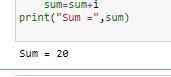 sum=sum+i
print("Sum =",sum)
Sum = 20